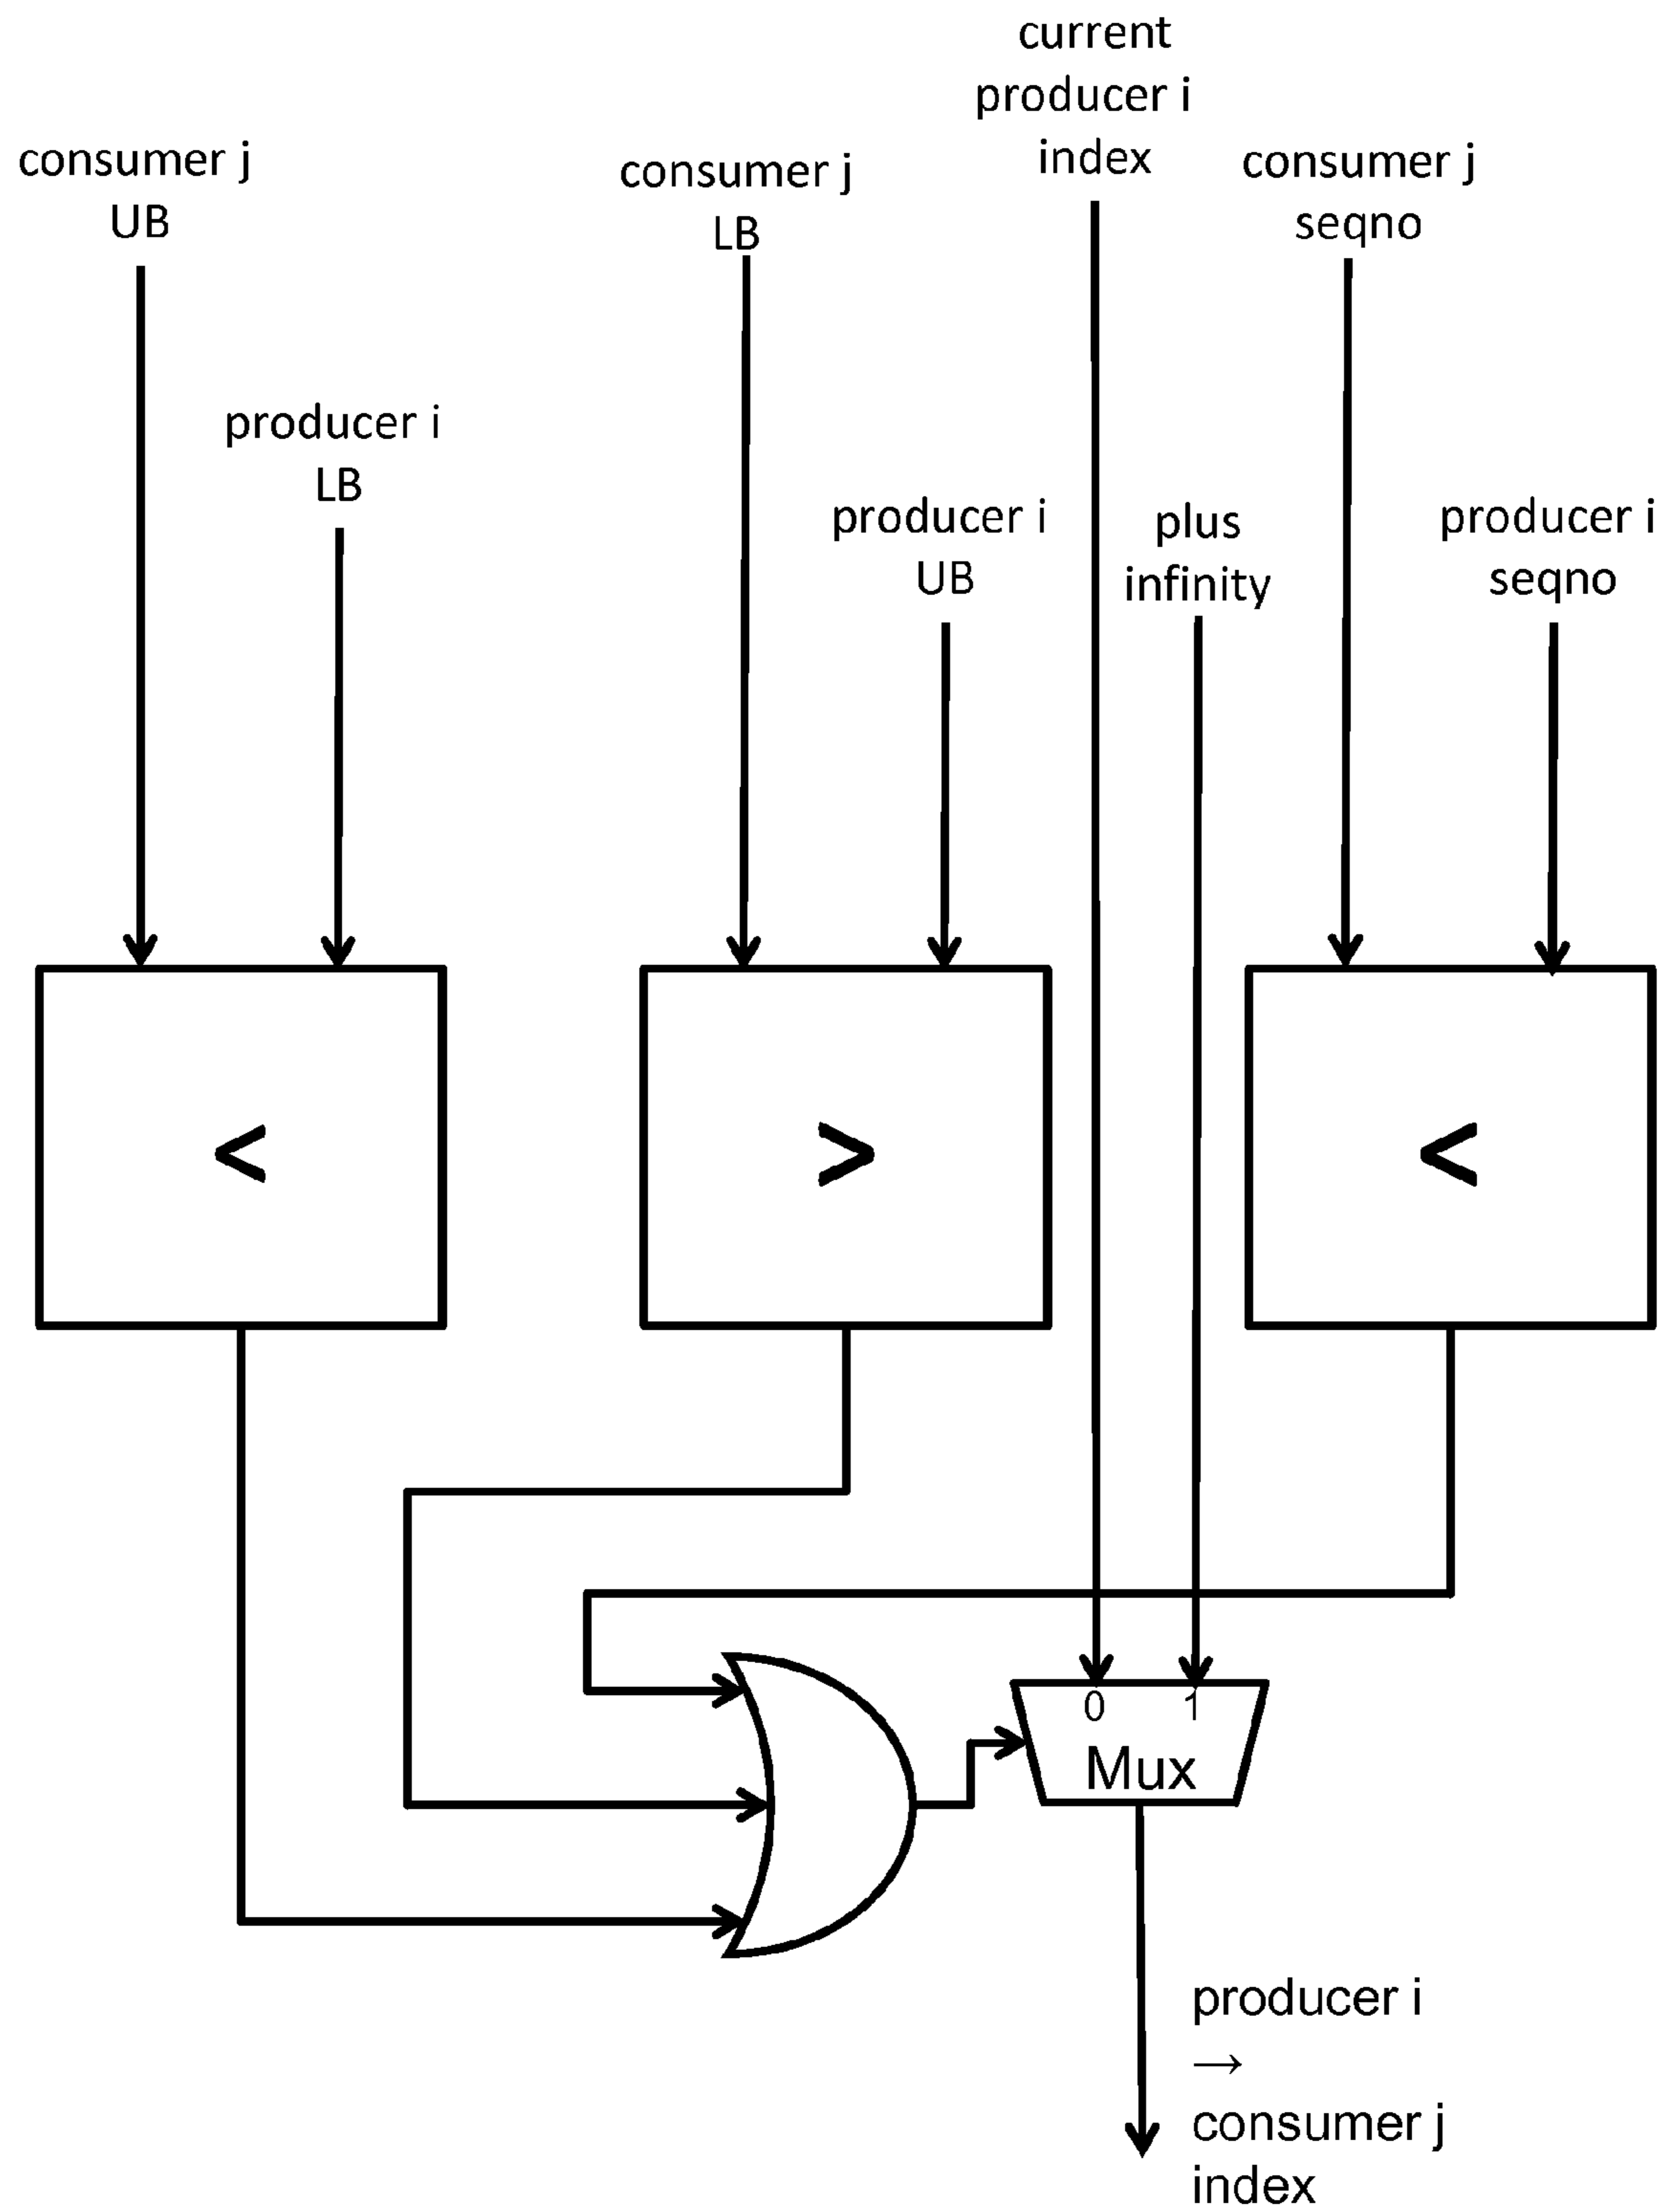 current
producer i
index
consumer j
UB
consumer j
LB
consumer j
seqno
producer i
LB
producer i
UB
plus
infinity
producer i
seqno
<
>
<
0 1
Mux
producer i
→
consumer j
index